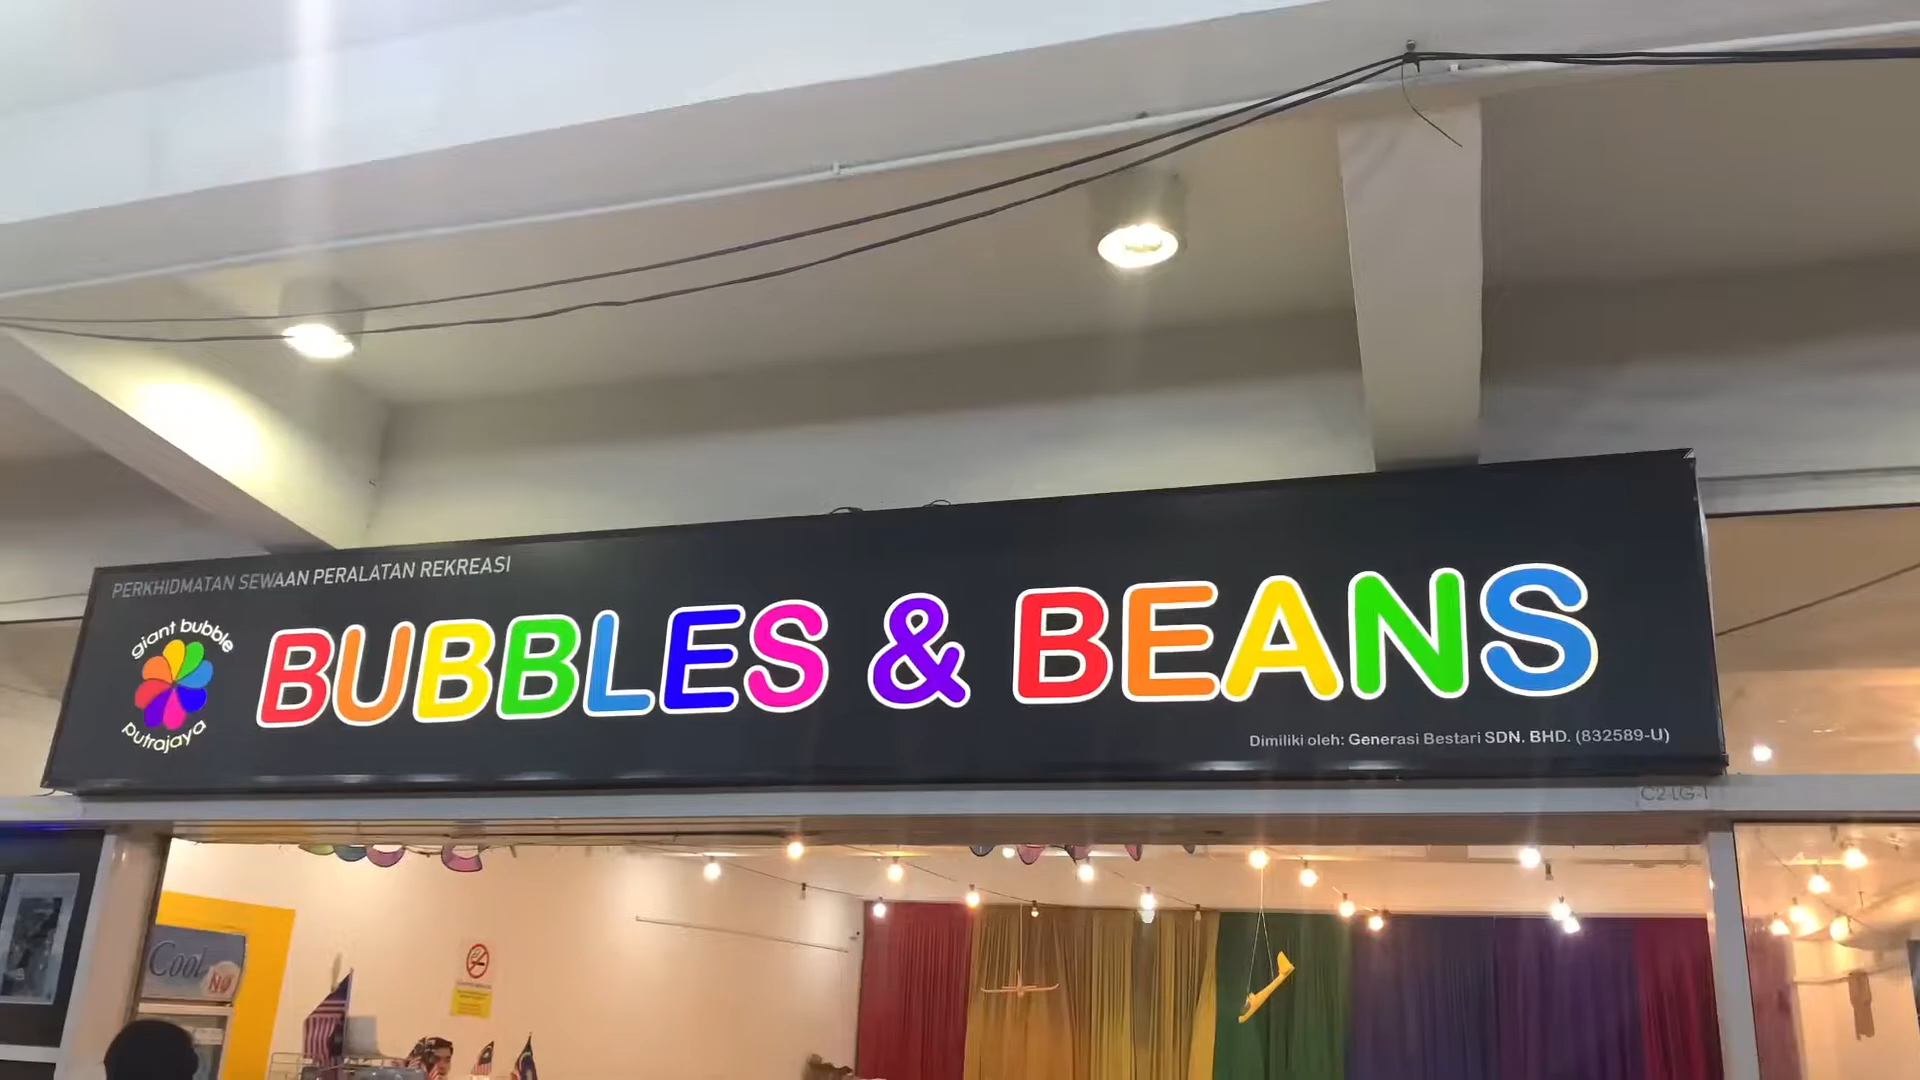 PERKHIDMATAN SEWAAN PERALATAN REKREASI
giant bubble
putrajaya
BUBBLES & BEANS
Dimiliki oleh: Generasi Bestari SDN. BHD. (832589-U)
C2-LG-1
Cool